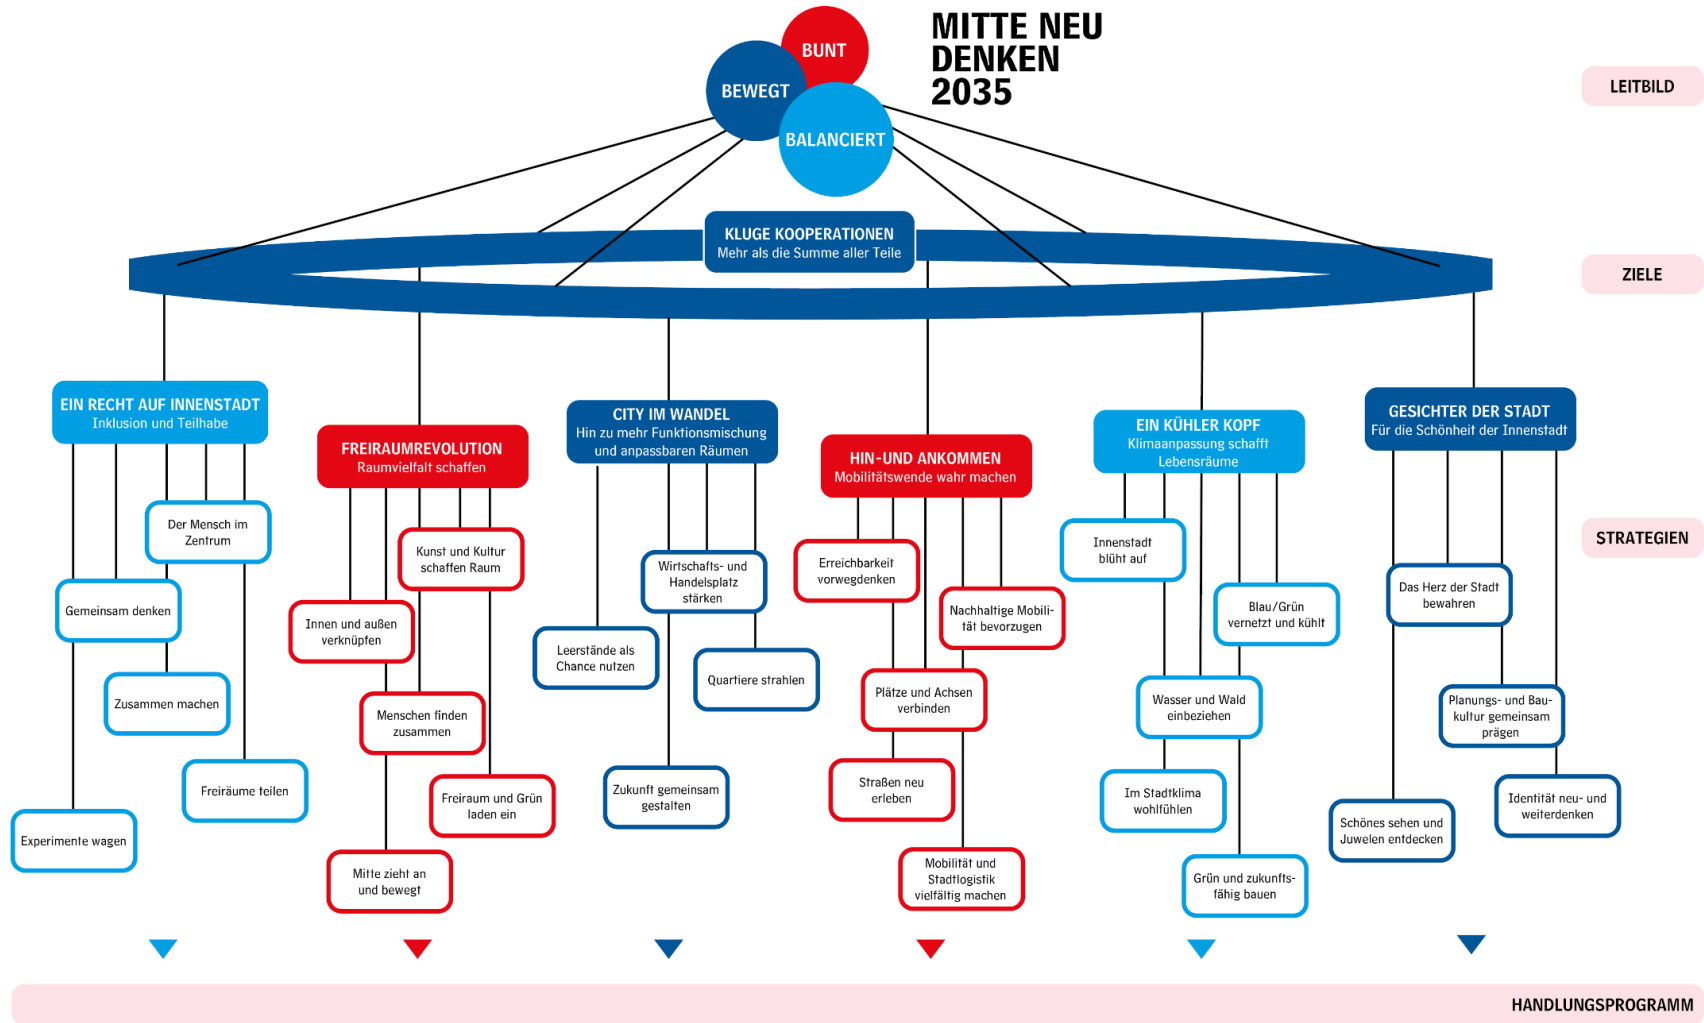 BUNT
BEWEGT
BALANCIERT
MITTE NEU
DENKEN
2035
LEITBILD
KLUGE KOOPERATIONEN
Mehr als die Summe aller Teile
ZIELE
EIN RECHT AUF INNENSTADT
Inklusion und Teilhabe
FREIRAUMREVOLUTION
Raumvielfalt schaffen
CITY IM WANDEL
Hin zu mehr Funktionsmischung
und anpassbaren Räumen
HIN-UND ANKOMMEN
Mobilitätswende wahr machen
EIN KÜHLER KOPF
Klimaanpassung schafft
Lebensräume
GESICHTER DER STADT
Für die Schönheit der Innenstadt
STRATEGIEN
Der Mensch im
Zentrum
Gemeinsam denken
Zusammen machen
Freiräume teilen
Experimente wagen
Kunst und Kultur
schaffen Raum
Innen und außen
verknüpfen
Menschen finden
zusammen
Freiraum und Grün
laden ein
Mitte zieht an
und bewegt
Wirtschafts- und
Handelsplatz
stärken
Leerstände als
Chance nutzen
Quartiere strahlen
Zukunft gemeinsam
gestalten
Erreichbarkeit
vorwegdenken
Nachhaltige Mobili-
tät bevorzugen
Plätze und Achsen
verbinden
Straßen neu
erleben
Mobilität und
Stadtlogistik
vielfältig machen
Innenstadt
blüht auf
Blau/Grün
vernetzt und kühlt
Wasser und Wald
einbeziehen
Im Stadtklima
wohlfühlen
Grün und zukunfts-
fähig bauen
Das Herz der Stadt
bewahren
Planungs- und Bau-
kultur gemeinsam
prägen
Identität neu- und
weiterdenken
Schönes sehen und
Juwelen entdecken
HANDLUNGSPROGRAMM